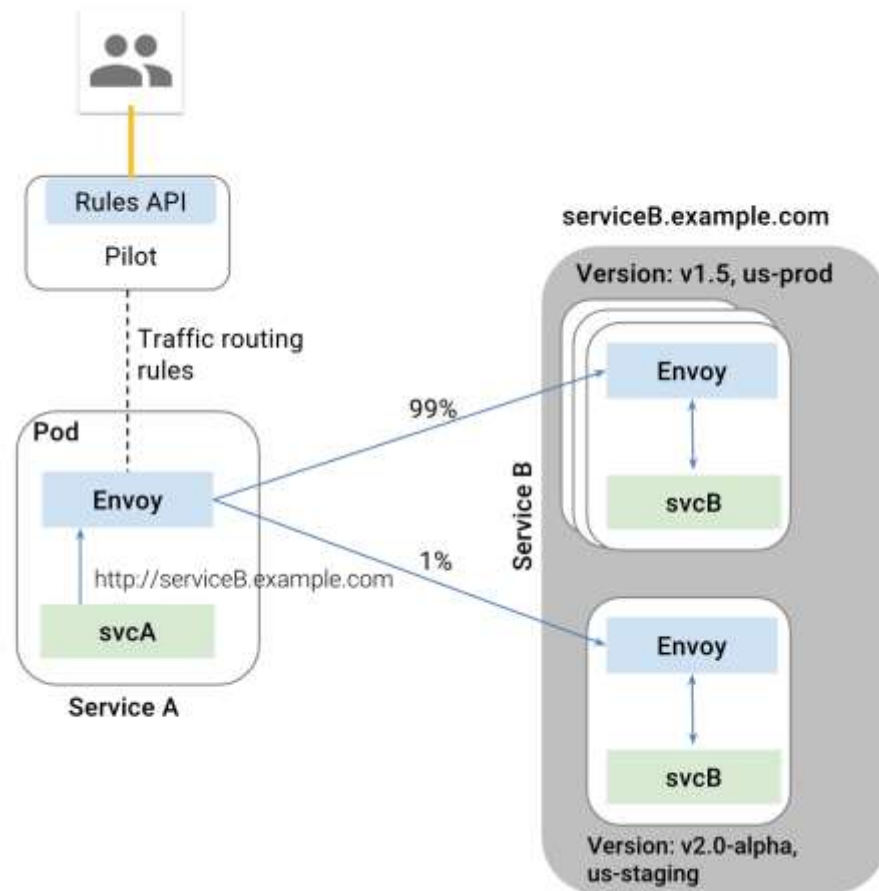 Rules API
Pilot
Traffic routing
rules
Pod
Envoy
http://serviceB.example.com
svcA
Service A
99%
1%
serviceB.example.com
Version: v1.5, us-prod
Service B
Envoy
svcB
Envoy
svcB
Version: v2.0-alpha,
us-staging